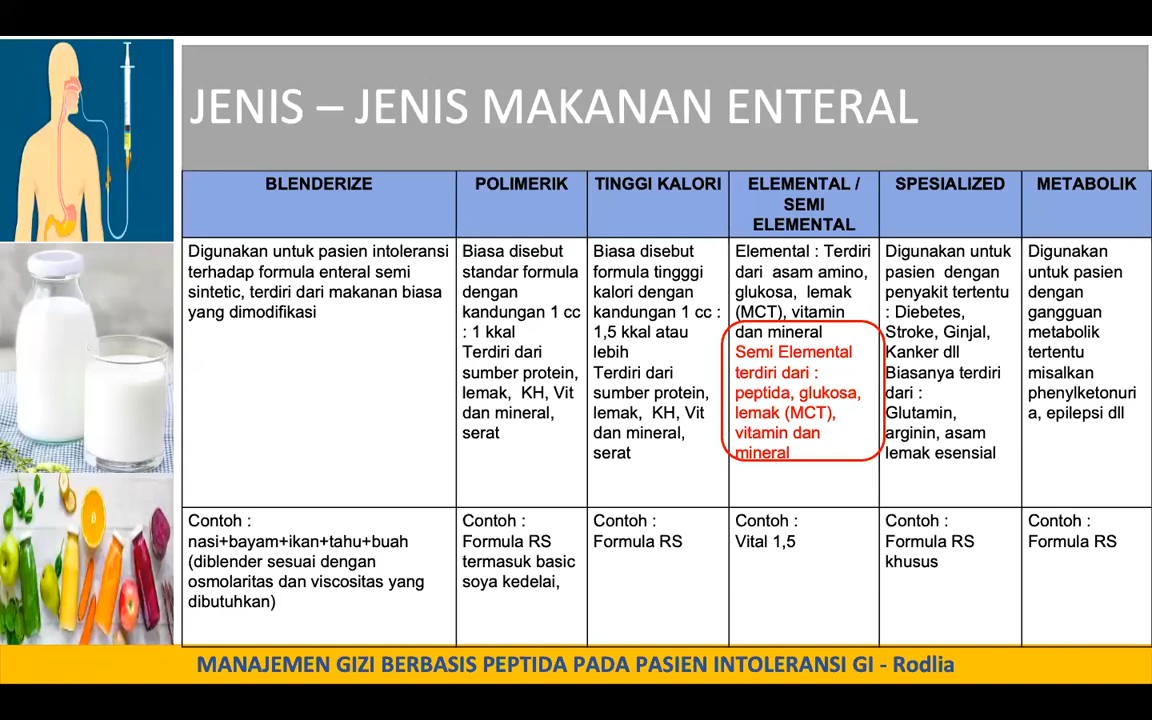 JENIS – JENIS MAKANAN ENTERAL
BLENDERIZE
POLIMERIK
TINGGI KALORI
ELEMENTAL /
SEMI
ELEMENTAL
SPESIALIZED
METABOLIK
Digunakan untuk pasien intoleransi
terhadap formula enteral semi
sintetic, terdiri dari makanan biasa
yang dimodifikasi
Biasa disebut
standar formula
dengan
kandungan 1 cc
: 1 kkal
Terdiri dari
sumber protein,
lemak, KH, Vit
dan mineral,
serat
Biasa disebut
formula tingggi
kalori dengan
kandungan 1 cc :
1,5 kkal atau
lebih
Terdiri dari
sumber protein,
lemak, KH, Vit
dan mineral,
serat
Elemental : Terdiri
dari asam amino,
glukosa, lemak
(MCT), vitamin
dan mineral
Semi Elemental
terdiri dari :
peptida, glukosa,
lemak (MCT),
vitamin dan
mineral
Digunakan untuk
pasien dengan
penyakit tertentu
: Diebetes,
Stroke, Ginjal,
Kanker dll
Biasanya terdiri
dari :
Glutamin,
arginin, asam
lemak esensial
Digunakan
untuk pasien
dengan
gangguan
metabolik
tertentu
misalkan
phenylketonuri
a, epilepsi dll
Contoh :
nasi+bayam+ikan+tahu+buah
(diblender sesuai dengan
osmolaritas dan viscositas yang
dibutuhkan)
Contoh :
Formula RS
termasuk basic
soya kedelai,
Contoh :
Formula RS
Contoh :
Vital 1,5
Contoh :
Formula RS
khusus
Contoh :
Formula RS
MANAJEMEN GIZI BERBASIS PEPTIDA PADA PASIEN INTOLERANSI GI - Rodlia